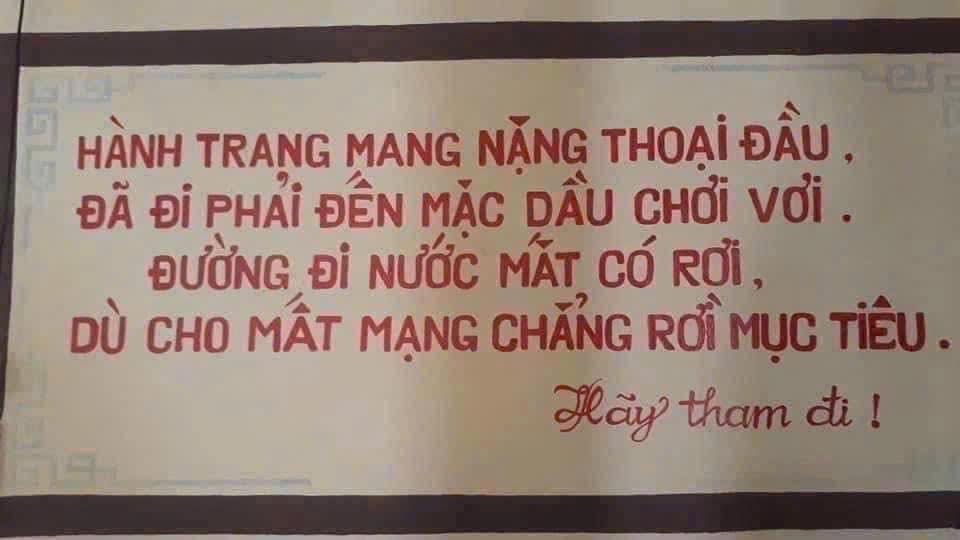 HÀNH TRANG MANG NẶNG THOẠI ĐẦU,
ĐÃ ĐI PHẢI ĐẾN MẶC DẦU CHƠI VƠI.
ĐƯỜNG ĐI NƯỚC MẮT CÓ RƠI,
DÙ CHO MẤT MẠNG CHẲNG RỜI MỤC TIÊU.
Hãy tham đi!